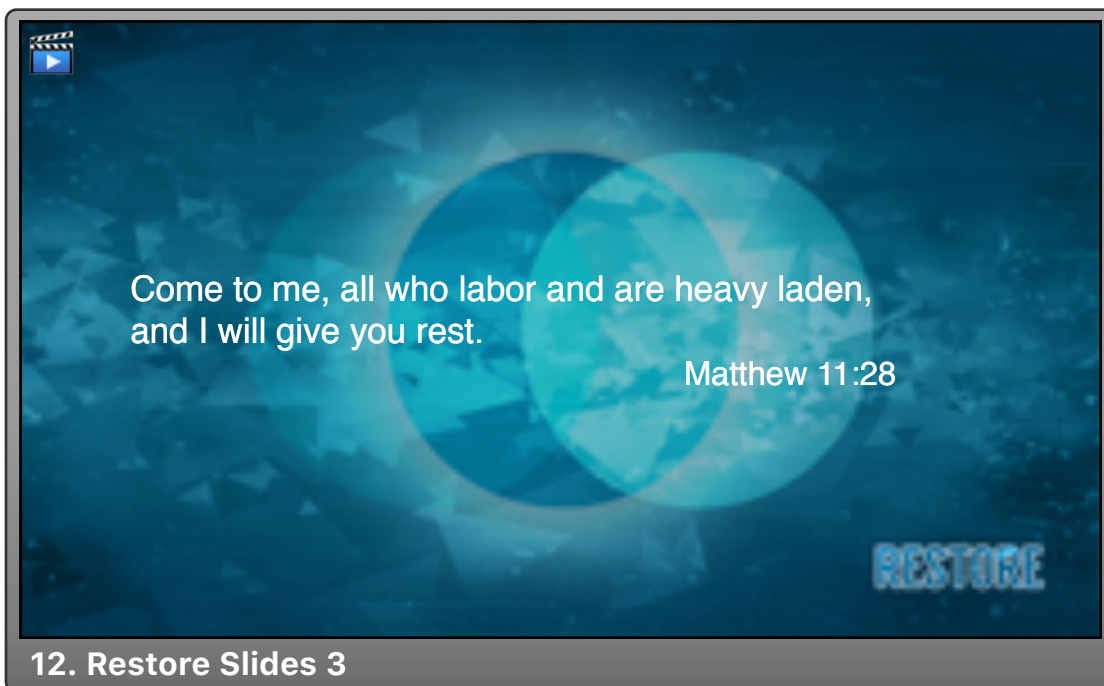 Come to me, all who labor and are heavy laden,
and I will give you rest.
Matthew 11:28
RESTORE
12. Restore Slides 3